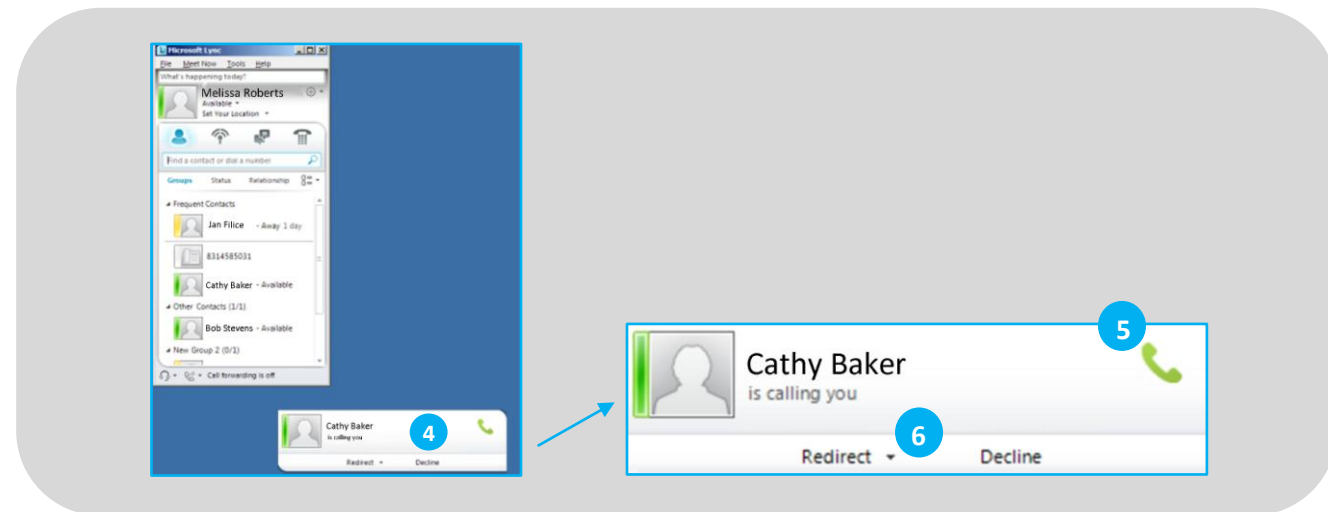 Microsoft Lync
File Meet Now Tools Help
What's happening today?
Melissa Roberts
Available
Set Your Location
Find a contact or dial a number
Groups Status Relationship
Frequent Contacts
Jan Filice - Away 1 day
8314585031
Cathy Baker - Available
Other Contacts (1/1)
Bob Stevens - Available
New Group 2 (0/1)
Call forwarding is off
Cathy Baker
is calling you
4
Redirect Decline
5
Cathy Baker
is calling you
6
Redirect Decline